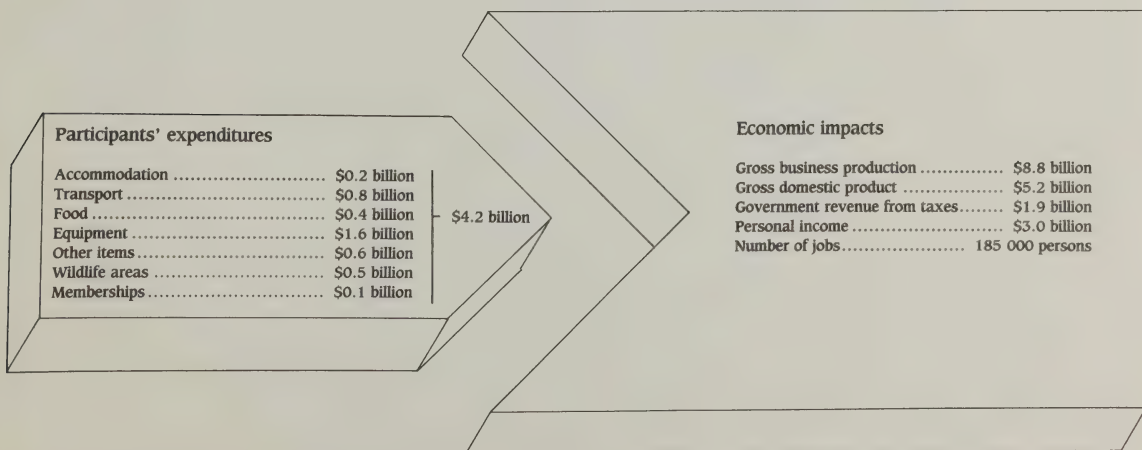 Participants' expenditures
Accommodation ............................ $0.2 billion
Transport ..................................... $0.8 billion
Food ............................................ $0.4 billion
Equipment ................................... $1.6 billion
Other items .................................. $0.6 billion
Wildlife areas ............................... $0.5 billion
Memberships ................................ $0.1 billion
$4.2 billion
Economic impacts
Gross business production ............. $8.8 billion
Gross domestic product ................ $5.2 billion
Government revenue from taxes........ $1.9 billion
Personal income .......................... $3.0 billion
Number of jobs...................... 185 000 persons